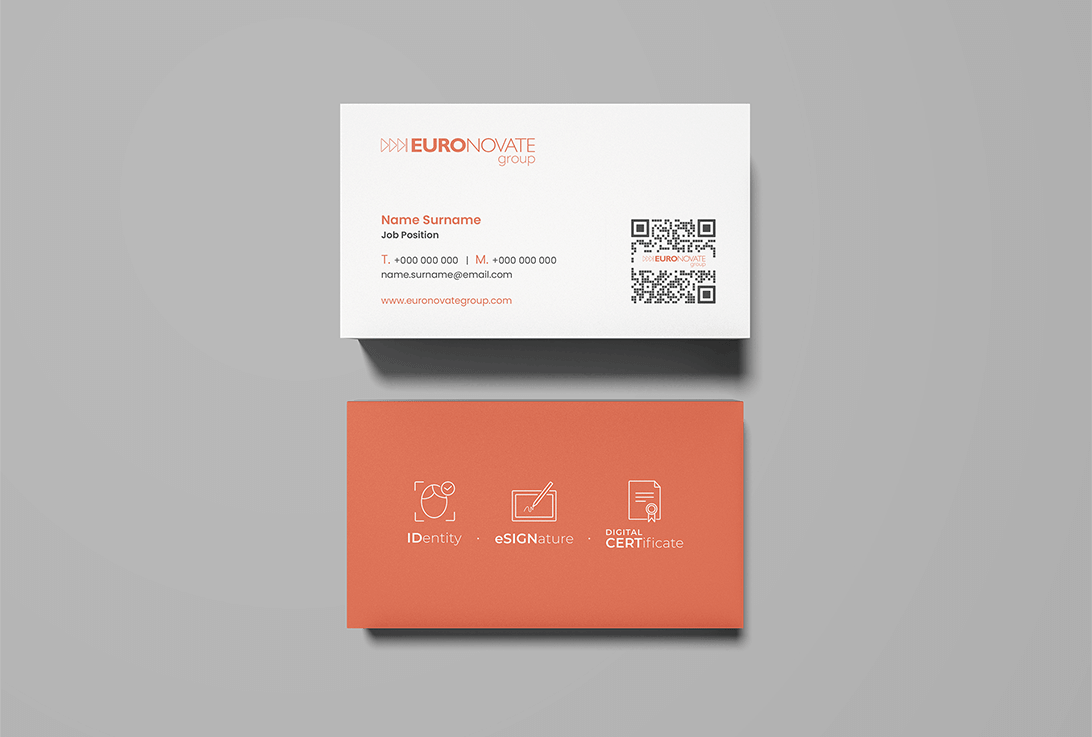 EURONOVATE
group
Name Surname
Job Position
T. +000 000 000 | M. +000 000 000
name.surname@email.com
www.euronovategroup.com
EURONOVATE
group
IDentity · eSIGNature · DIGITAL
CERTificate